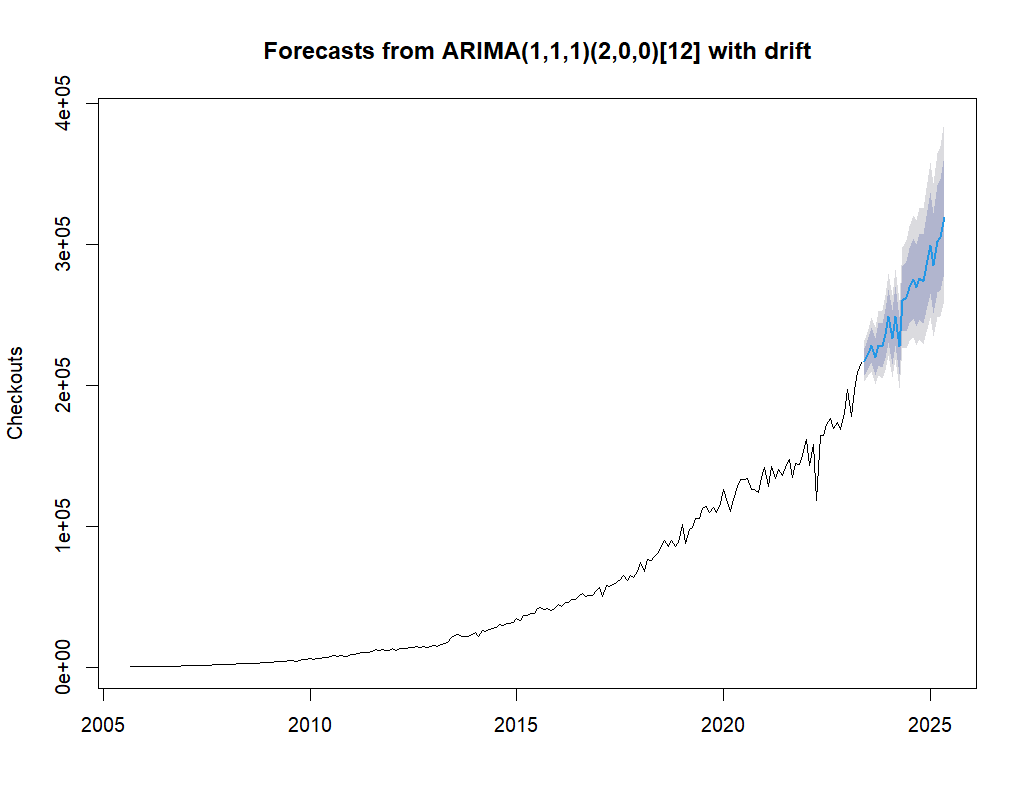 Forecasts from ARIMA(1,1,1)(2,0,0)[12] with drift
4e+05
3e+05
2e+05
1e+05
0e+00
Checkouts
2005 2010 2015 2020 2025